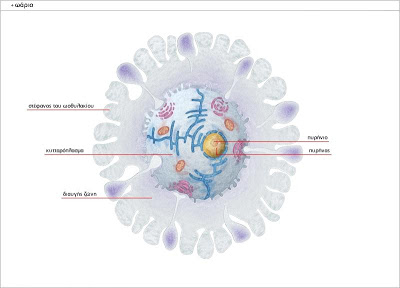 • ωάρια
στέφανος του ωοθυλακίου
πυρήνιο
κυτταρόπλασμα
πυρήνας
διαυγής ζώνη